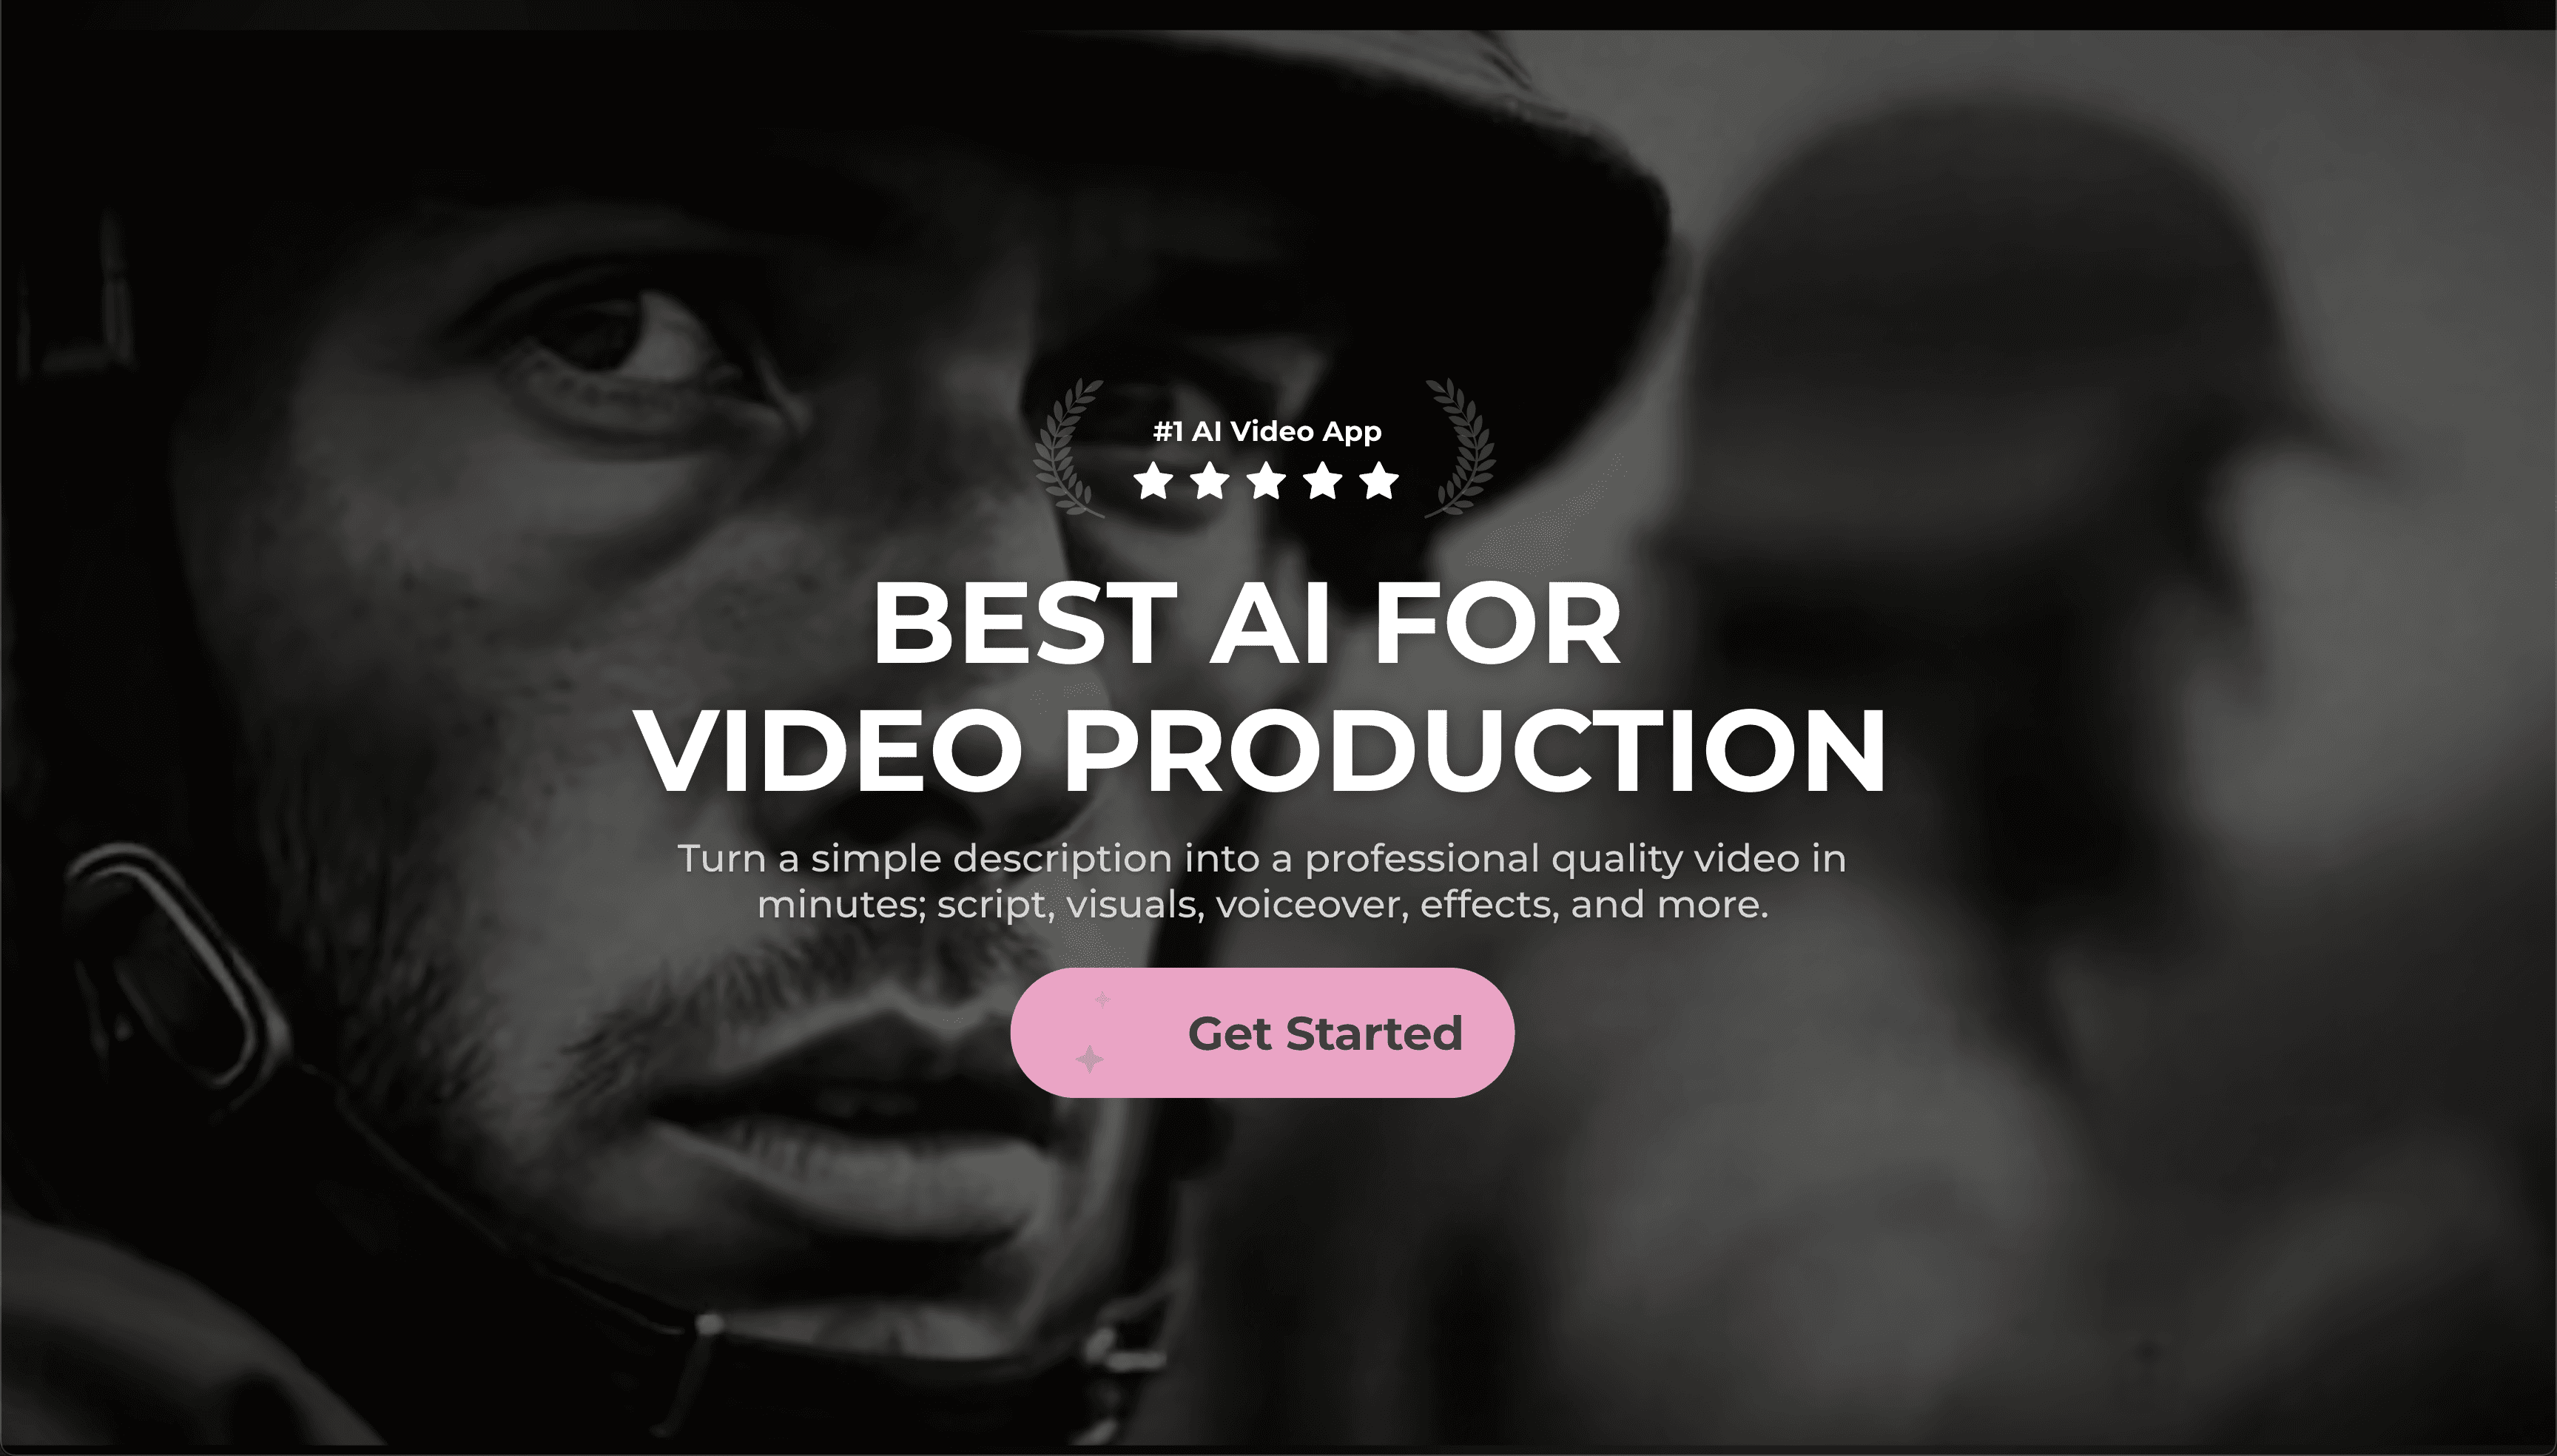 #1 AI Video App
BEST AI FOR
VIDEO PRODUCTION
Turn a simple description into a professional quality video in
minutes; script, visuals, voiceover, effects, and more.
Get Started